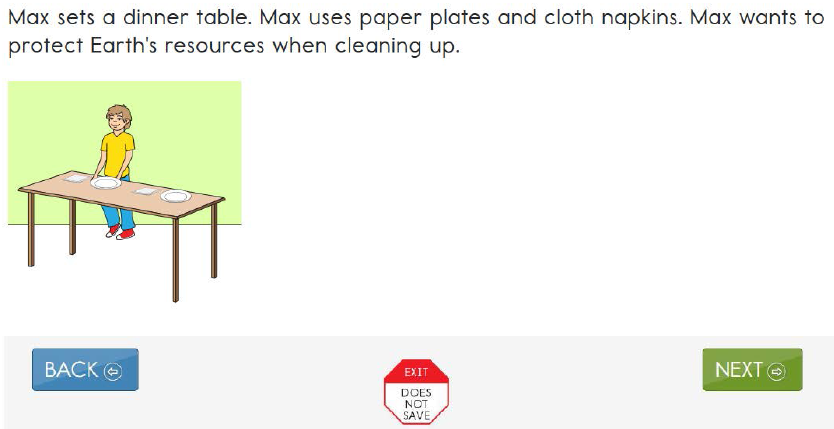 Max sets a dinner table. Max uses paper plates and cloth napkins. Max wants to
protect Earth's resources when cleaning up.
BACK
EXIT
DOES
NOT
SAVE
NEXT